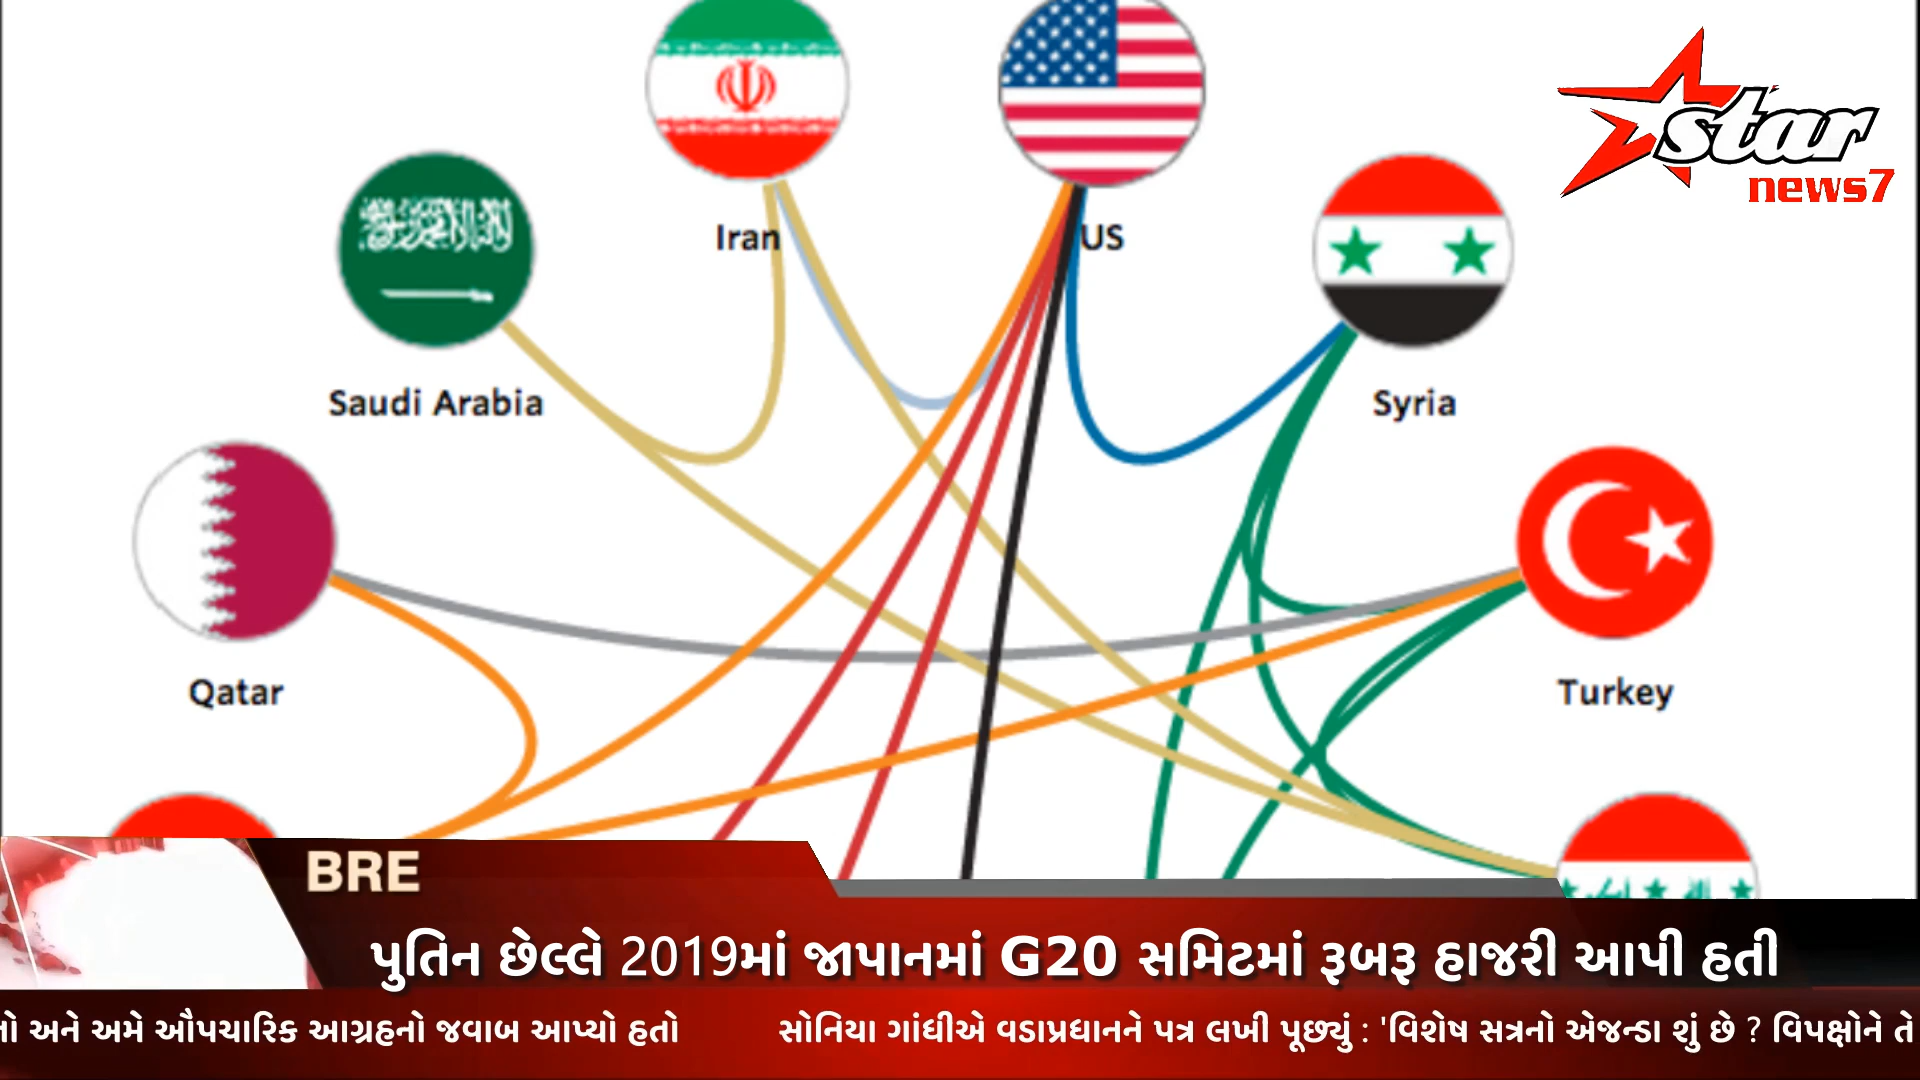 star
news7
Iran
US
Saudi Arabia
Syria
Qatar
Turkey
BRE
પુતિન છેલ્લે 2019માં જાપાનમાં G20 સમિટમાં રૂબરૂ હાજરી આપી હતી
અને અમે ઔપચારિક આગ્રહનો જવાબ આપ્યો હતો સોનિયા ગાંધીએ વડાપ્રધાનને પત્ર લખી પૂછ્યું : 'વિશેષ સત્રનો એજન્ડા શું છે ? વિપક્ષોને તે